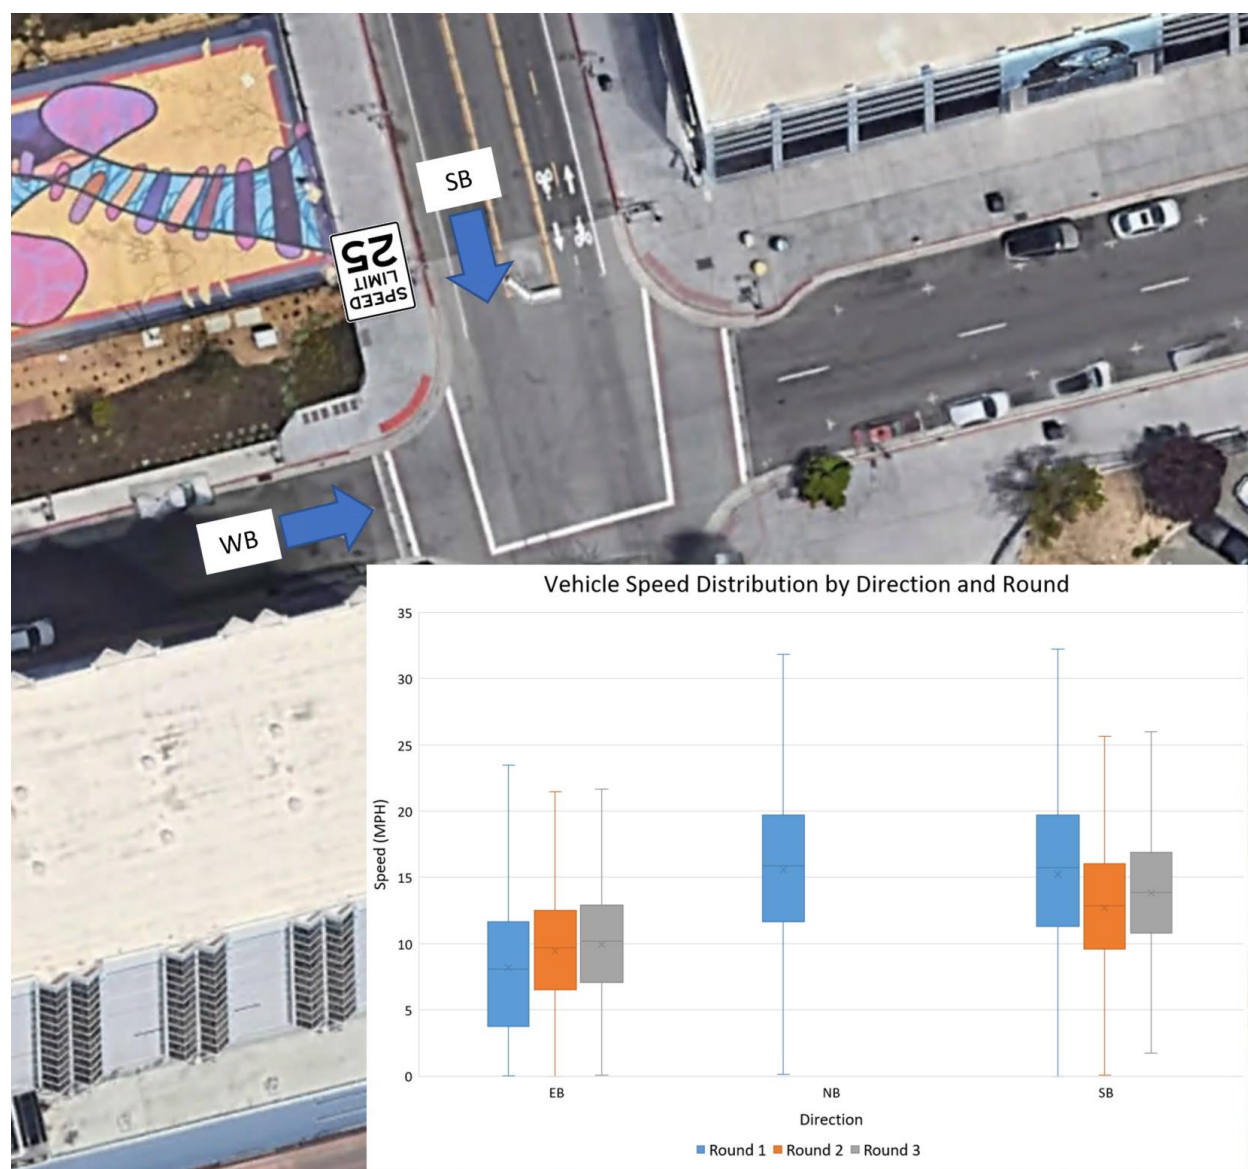 SB
SPEED
LIMIT
25
WB
Vehicle Speed Distribution by Direction and Round
35
30
25
20
15
10
5
0
Speed (MPH)
EB NB SB
Direction
Round 1 Round 2 Round 3